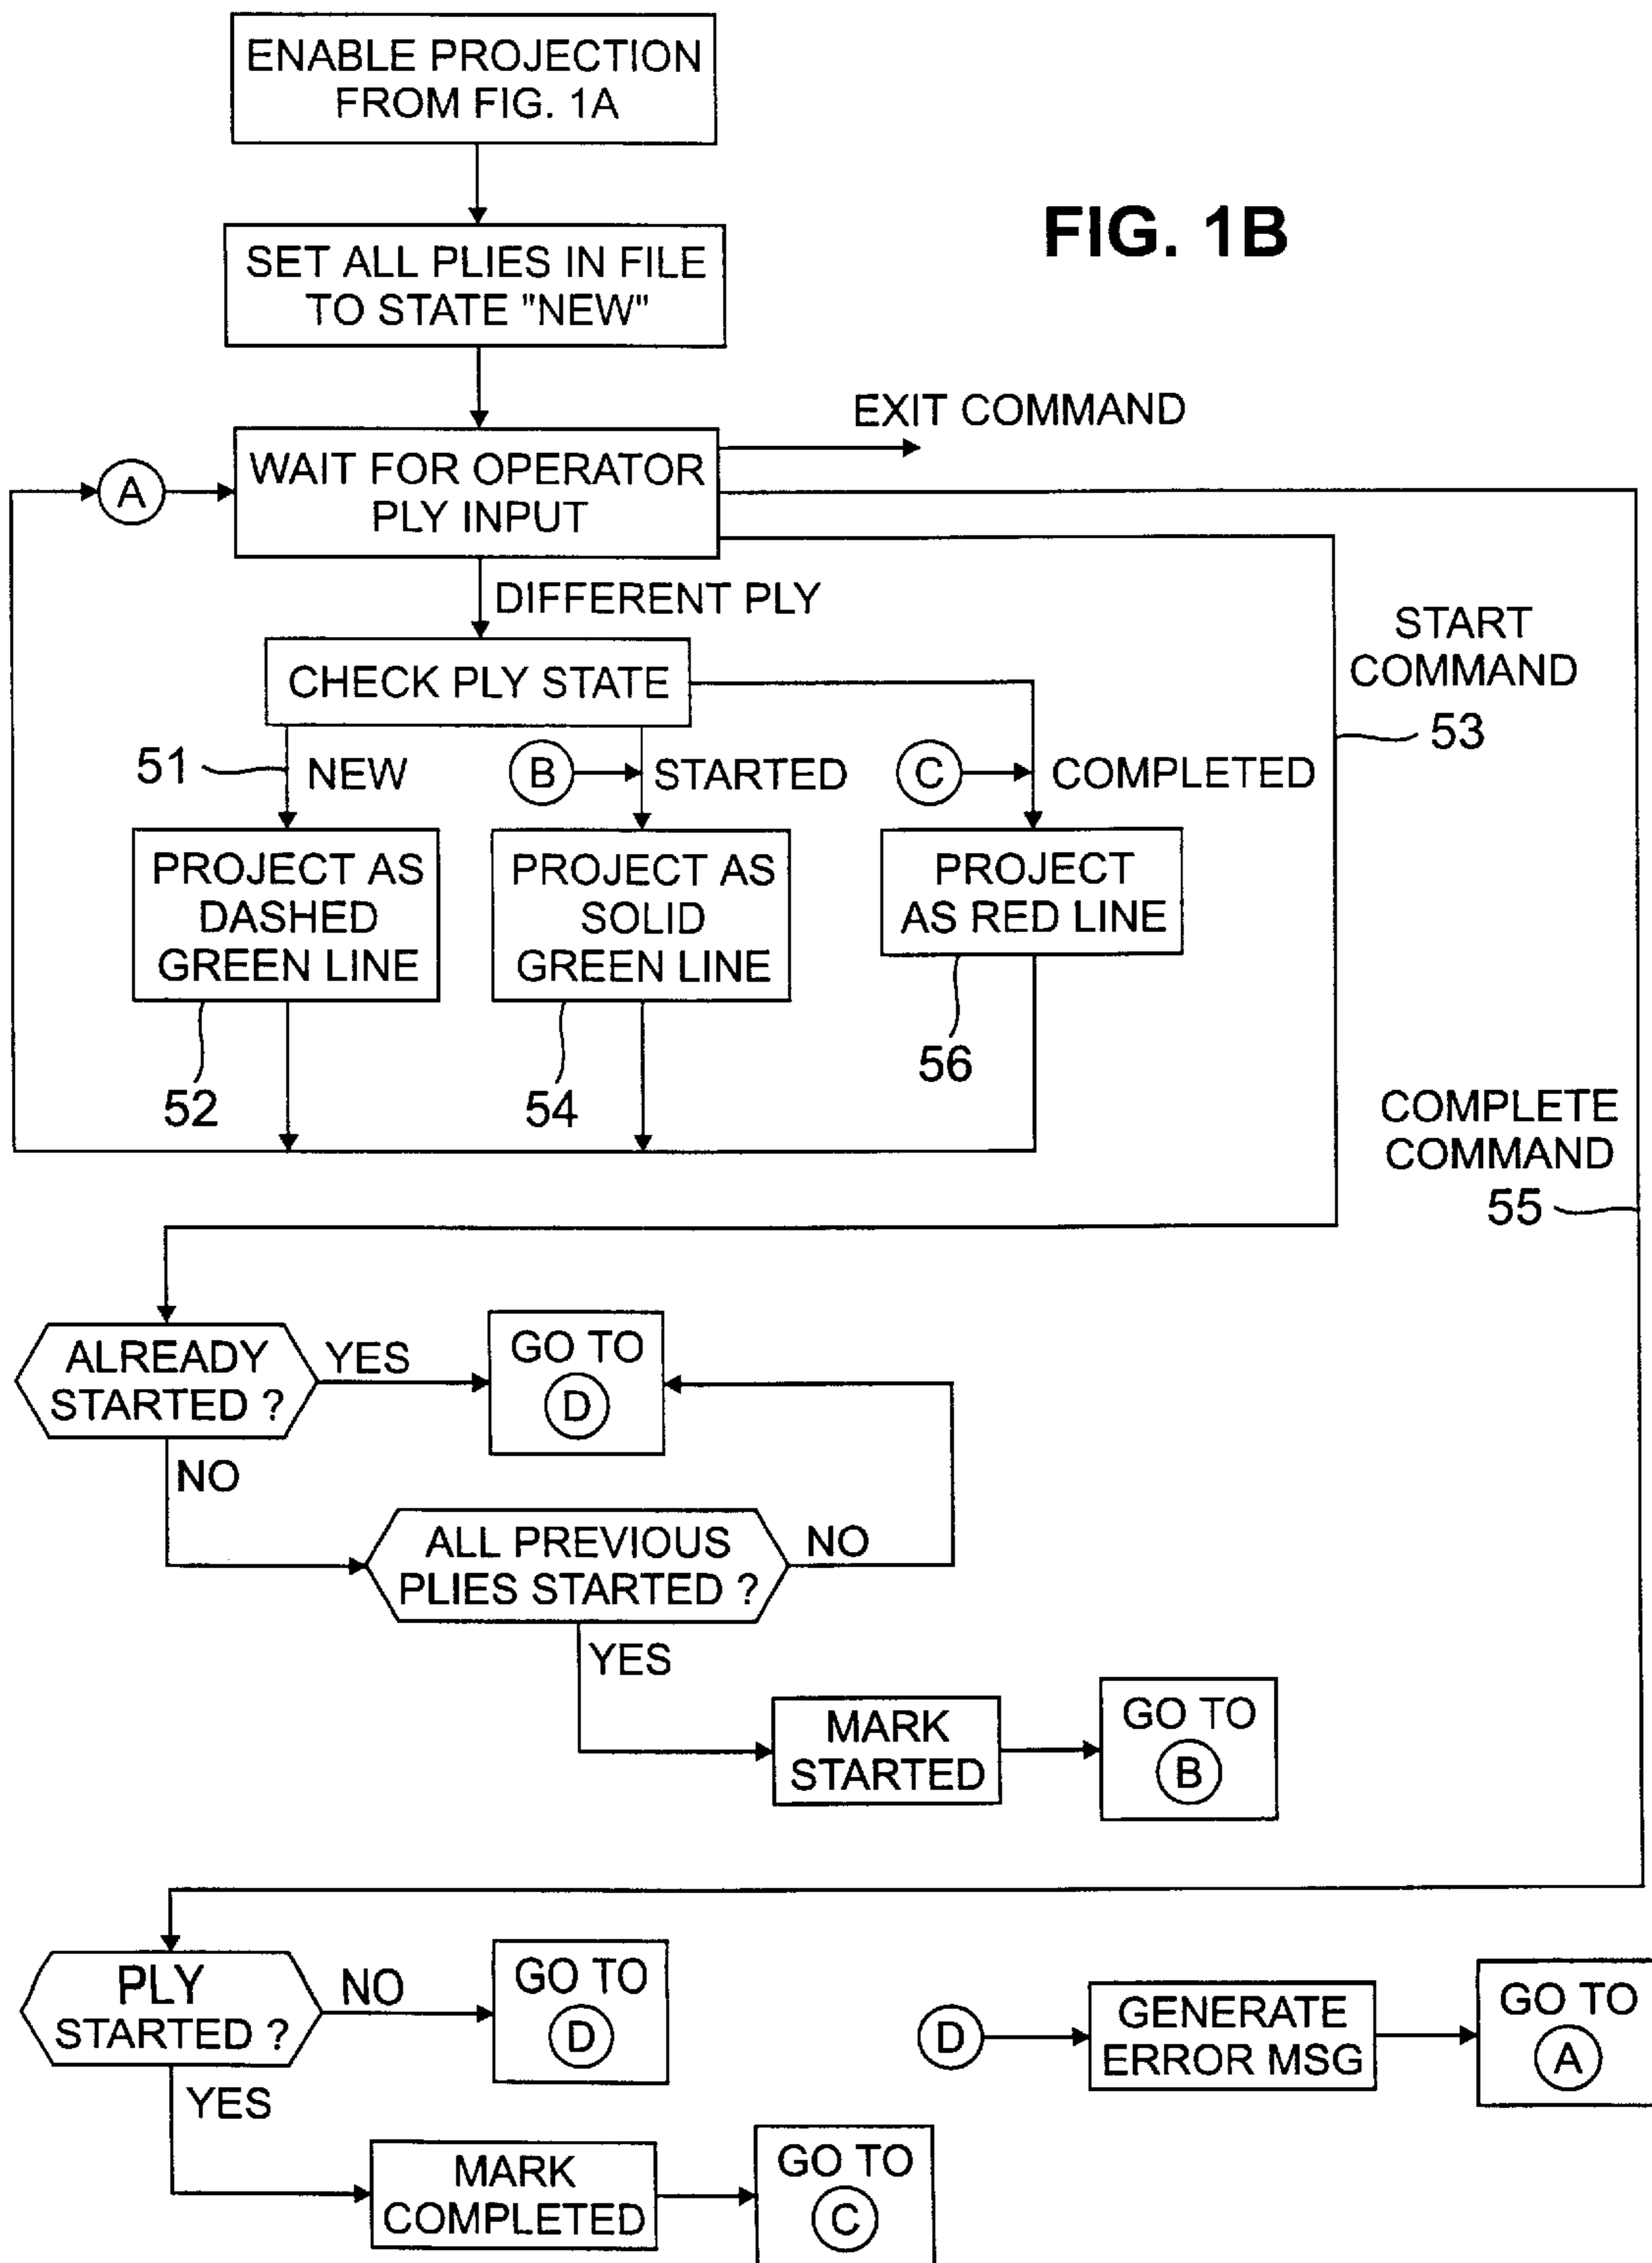 ENABLE PROJECTION
FROM FIG. 1A
FIG. 1B
SET ALL PLIES IN FILE
TO STATE "NEW"
EXIT COMMAND
A
WAIT FOR OPERATOR
PLY INPUT
DIFFERENT PLY
START
COMMAND
53
CHECK PLY STATE
51
NEW
B
STARTED
C
COMPLETED
PROJECT AS
DASHED
GREEN LINE
PROJECT AS
SOLID
GREEN LINE
PROJECT
AS RED LINE
52
54
56
COMPLETE
COMMAND
55
ALREADY
STARTED ?
YES
GO TO
D
NO
ALL PREVIOUS
PLIES STARTED ?
NO
YES
MARK
STARTED
GO TO
B
PLY
STARTED ?
NO
GO TO
D
D
GENERATE
ERROR MSG
GO TO
A
YES
MARK
COMPLETED
GO TO
C